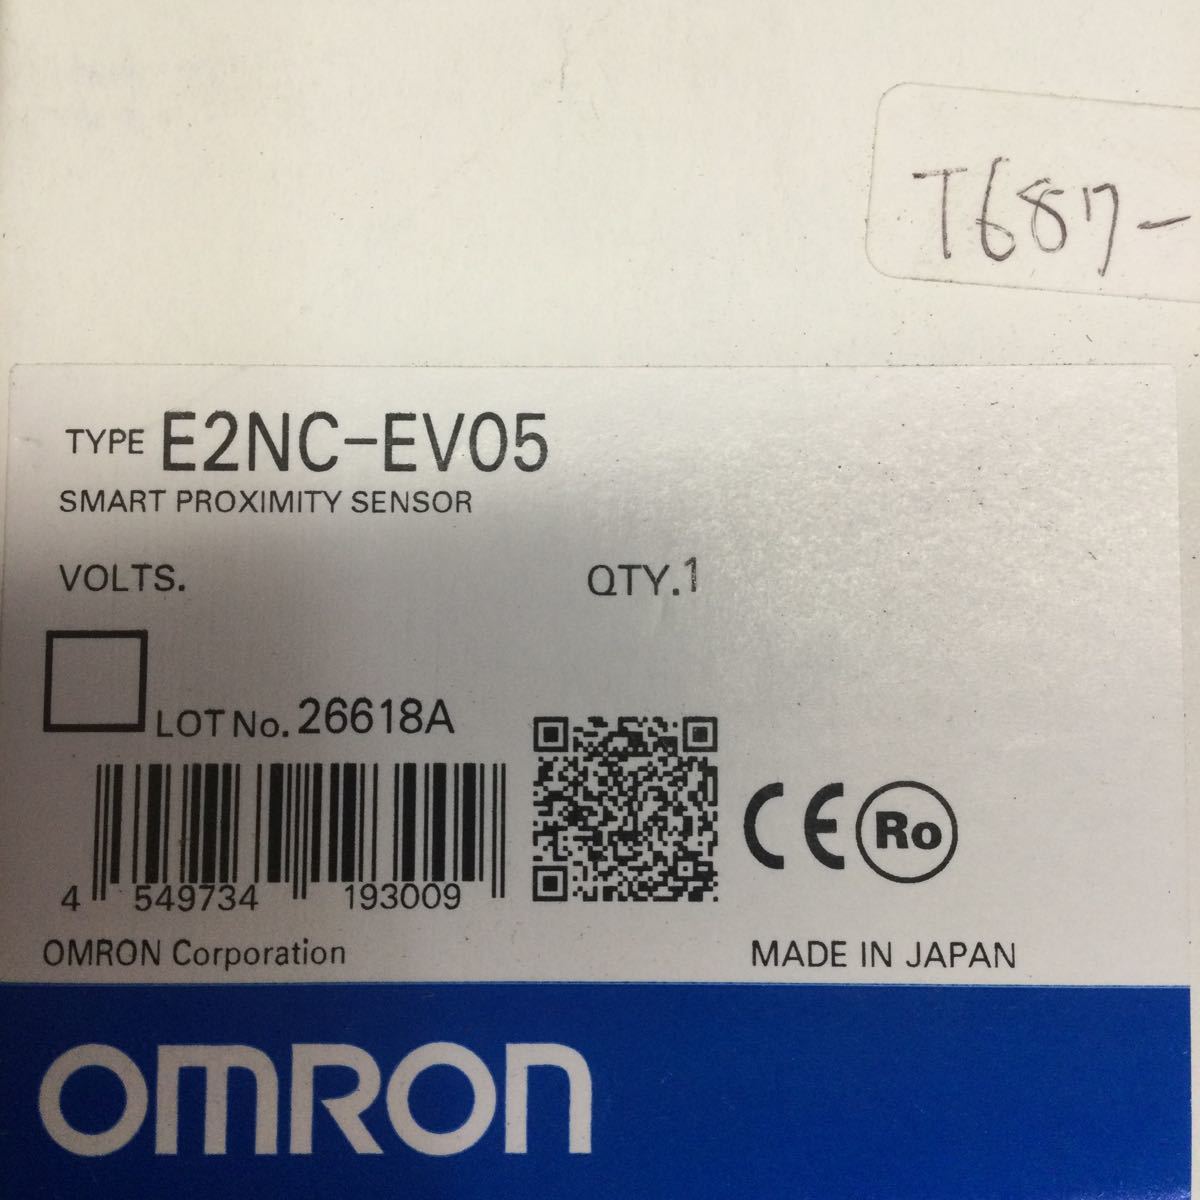 T687-
TYPE E2NC-EV05
SMART PROXIMITY SENSOR
VOLTS. QTY.1
LOT No. 26618A
4 549734 193009
CE Ro
OMRON Corporation MADE IN JAPAN
OMRON